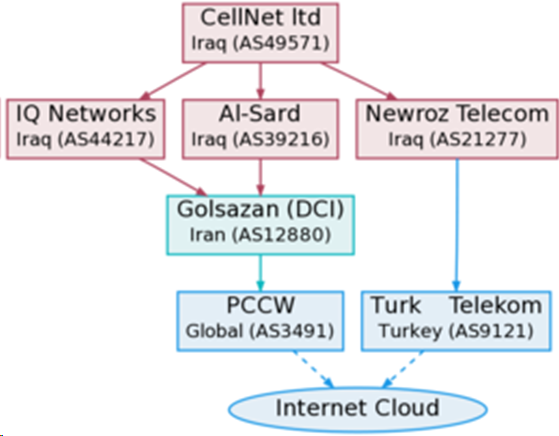 CellNet ltd
Iraq (AS49571)
IQ Networks
Iraq (AS44217)
Al-Sard
Iraq (AS39216)
Newroz Telecom
Iraq (AS21277)
Golsazan (DCI)
Iran (AS12880)
PCCW
Global (AS3491)
Turk Telekom
Turkey (AS9121)
Internet Cloud